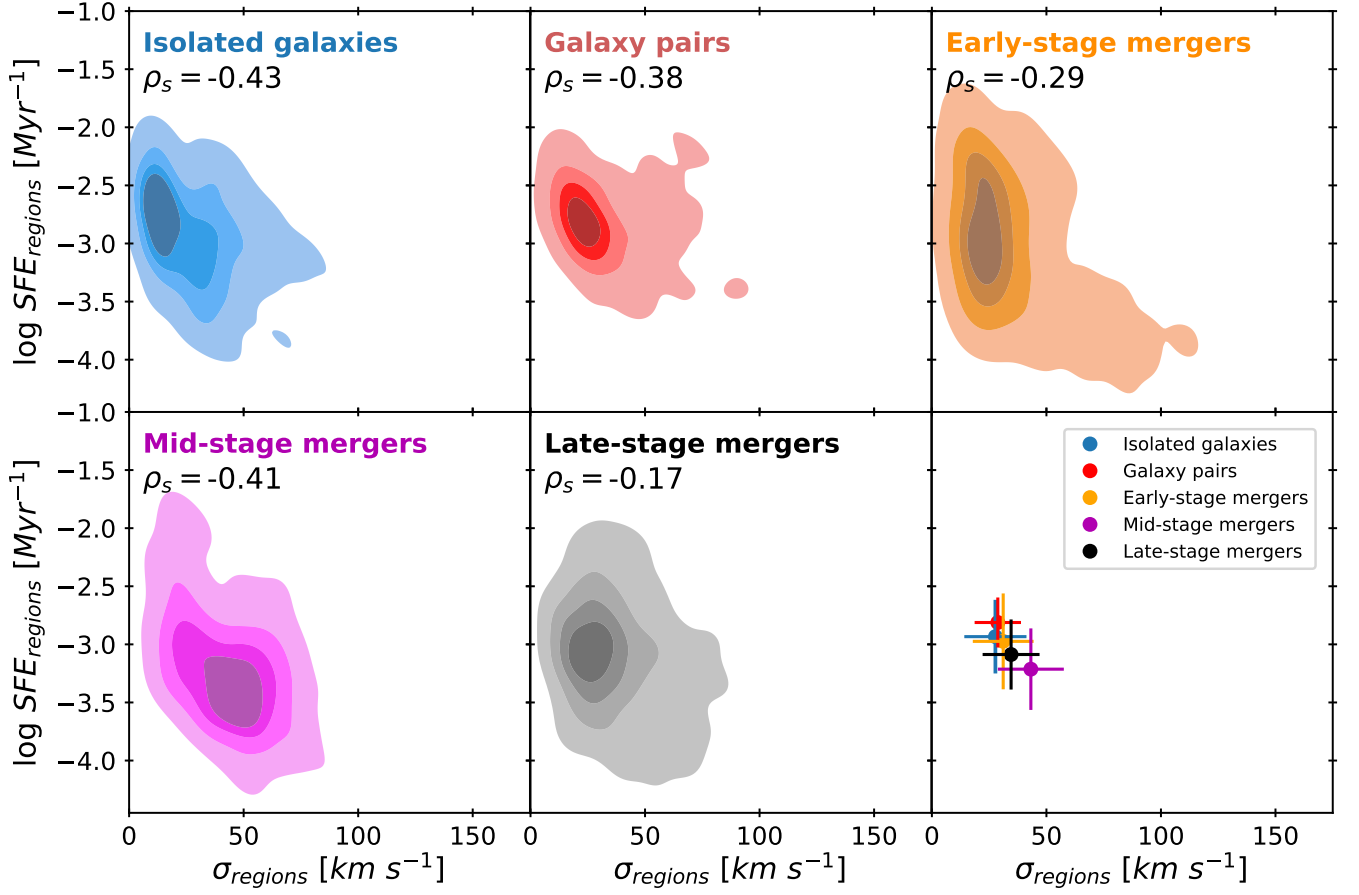 Isolated galaxies
ρs = -0.43
Galaxy pairs
ρs = -0.38
Early-stage mergers
ρs = -0.29
log SFEregions [Myr−1]
−1.0
−1.5
−2.0
−2.5
−3.0
−3.5
−4.0
Mid-stage mergers
ρs = -0.41
Late-stage mergers
ρs = -0.17
Isolated galaxies
Galaxy pairs
Early-stage mergers
Mid-stage mergers
Late-stage mergers
log SFEregions [Myr−1]
−1.0
−1.5
−2.0
−2.5
−3.0
−3.5
−4.0
0 50 100 150
0 50 100 150
0 50 100 150
σregions [km s−1]
σregions [km s−1]
σregions [km s−1]